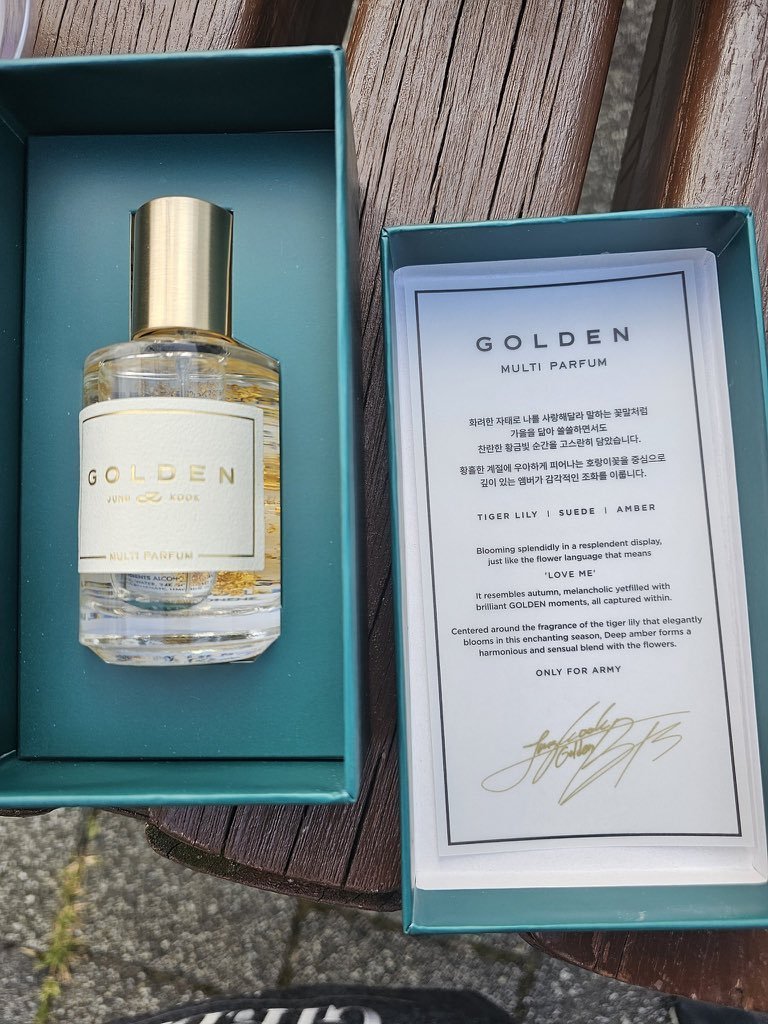 GOLDEN
JUNG KOOK
MULTI PARFUM
ALCOHOL
WATER
GOLDEN
MULTI PARFUM
화려한 자태로 나를 사랑해달라 말하는 꽃말처럼
가을을 닮아 쓸쓸하면서도
찬란한 황금빛 순간을 고스란히 담았습니다.
황홀한 계절에 우아하게 피어나는 호랑이꽃을 중심으로
깊이 있는 앰버가 감각적인 조화를 이룹니다.
TIGER LILY | SUEDE | AMBER
Blooming splendidly in a resplendent display,
just like the flower language that means
'LOVE ME'
It resembles autumn, melancholic yetfilled with
brilliant GOLDEN moments, all captured within.
Centered around the fragrance of the tiger lily that elegantly
blooms in this enchanting season, Deep amber forms a
harmonious and sensual blend with the flowers.
ONLY FOR ARMY
Golden